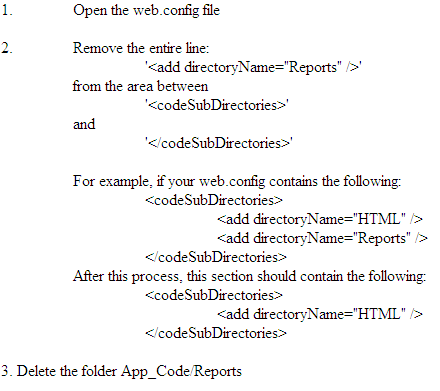 1. Open the web.config file
2. Remove the entire line:
'<add directoryName="Reports" />'
from the area between
'<codeSubDirectories>'
and
'</codeSubDirectories>'
For example, if your web.config contains the following:
<codeSubDirectories>
<add directoryName="HTML" />
<add directoryName="Reports" />
</codeSubDirectories>
After this process, this section should contain the following:
<codeSubDirectories>
<add directoryName="HTML" />
</codeSubDirectories>
3. Delete the folder App_Code/Reports